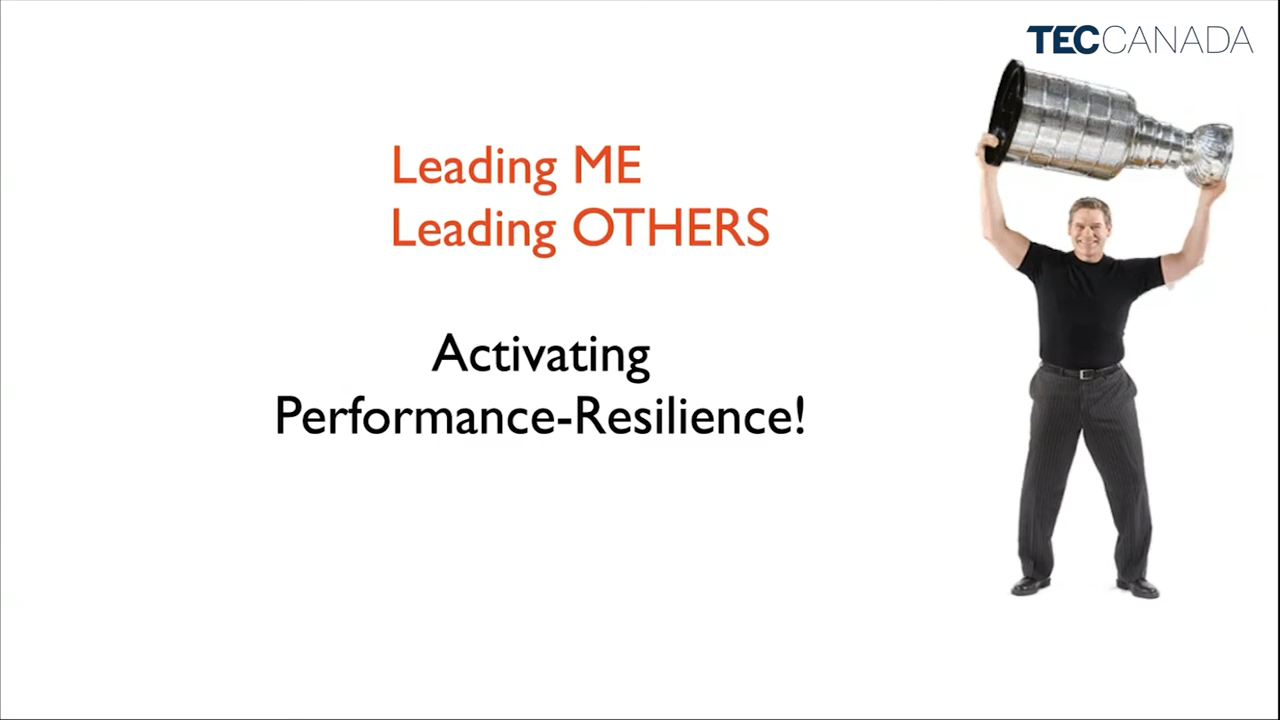 TECCANADA
Leading ME
Leading OTHERS
Activating
Performance-Resilience!